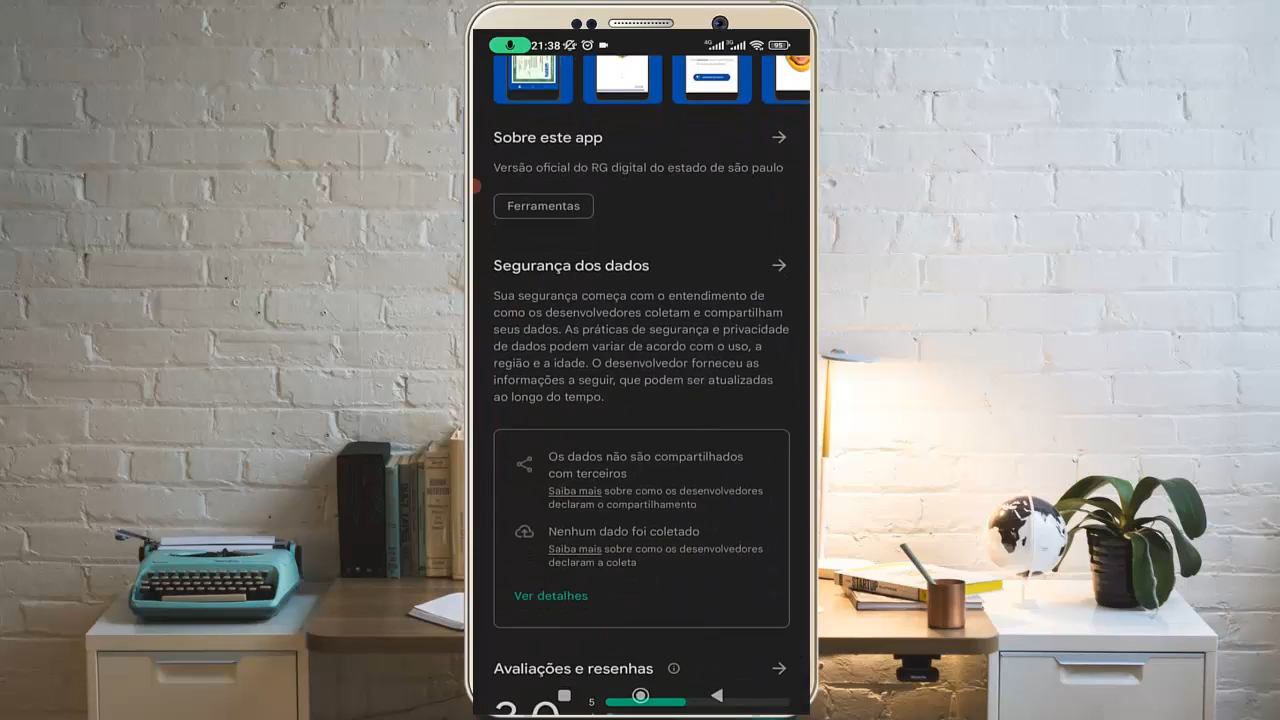 21:38
4G 3G 95
Sobre este app
Versão oficial do RG digital do estado de são paulo
Ferramentas
Segurança dos dados
Sua segurança começa com o entendimento de
como os desenvolvedores coletam e compartilham
seus dados. As práticas de segurança e privacidade
de dados podem variar de acordo com o uso, a
região e a idade. O desenvolvedor forneceu as
informações a seguir, que podem ser atualizadas
ao longo do tempo.
Os dados não são compartilhados
com terceiros
Saiba mais sobre como os desenvolvedores
declaram o compartilhamento
Nenhum dado foi coletado
Saiba mais sobre como os desenvolvedores
declaram a coleta
Ver detalhes
Avaliações e resenhas
5
STARTUP